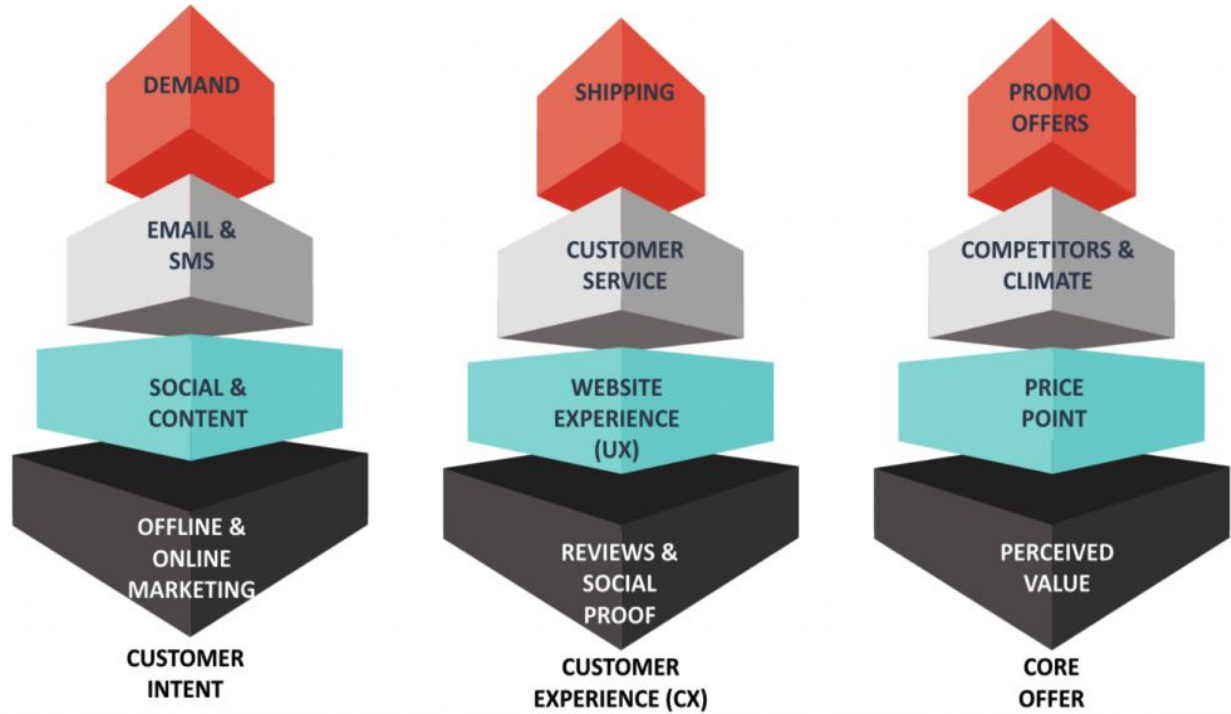 DEMAND
EMAIL &
SMS
SOCIAL &
CONTENT
OFFLINE &
ONLINE
MARKETING
CUSTOMER
INTENT
SHIPPING
CUSTOMER
SERVICE
WEBSITE
EXPERIENCE
(UX)
REVIEWS &
SOCIAL
PROOF
CUSTOMER
EXPERIENCE (CX)
PROMO
OFFERS
COMPETITORS &
CLIMATE
PRICE
POINT
PERCEIVED
VALUE
CORE
OFFER